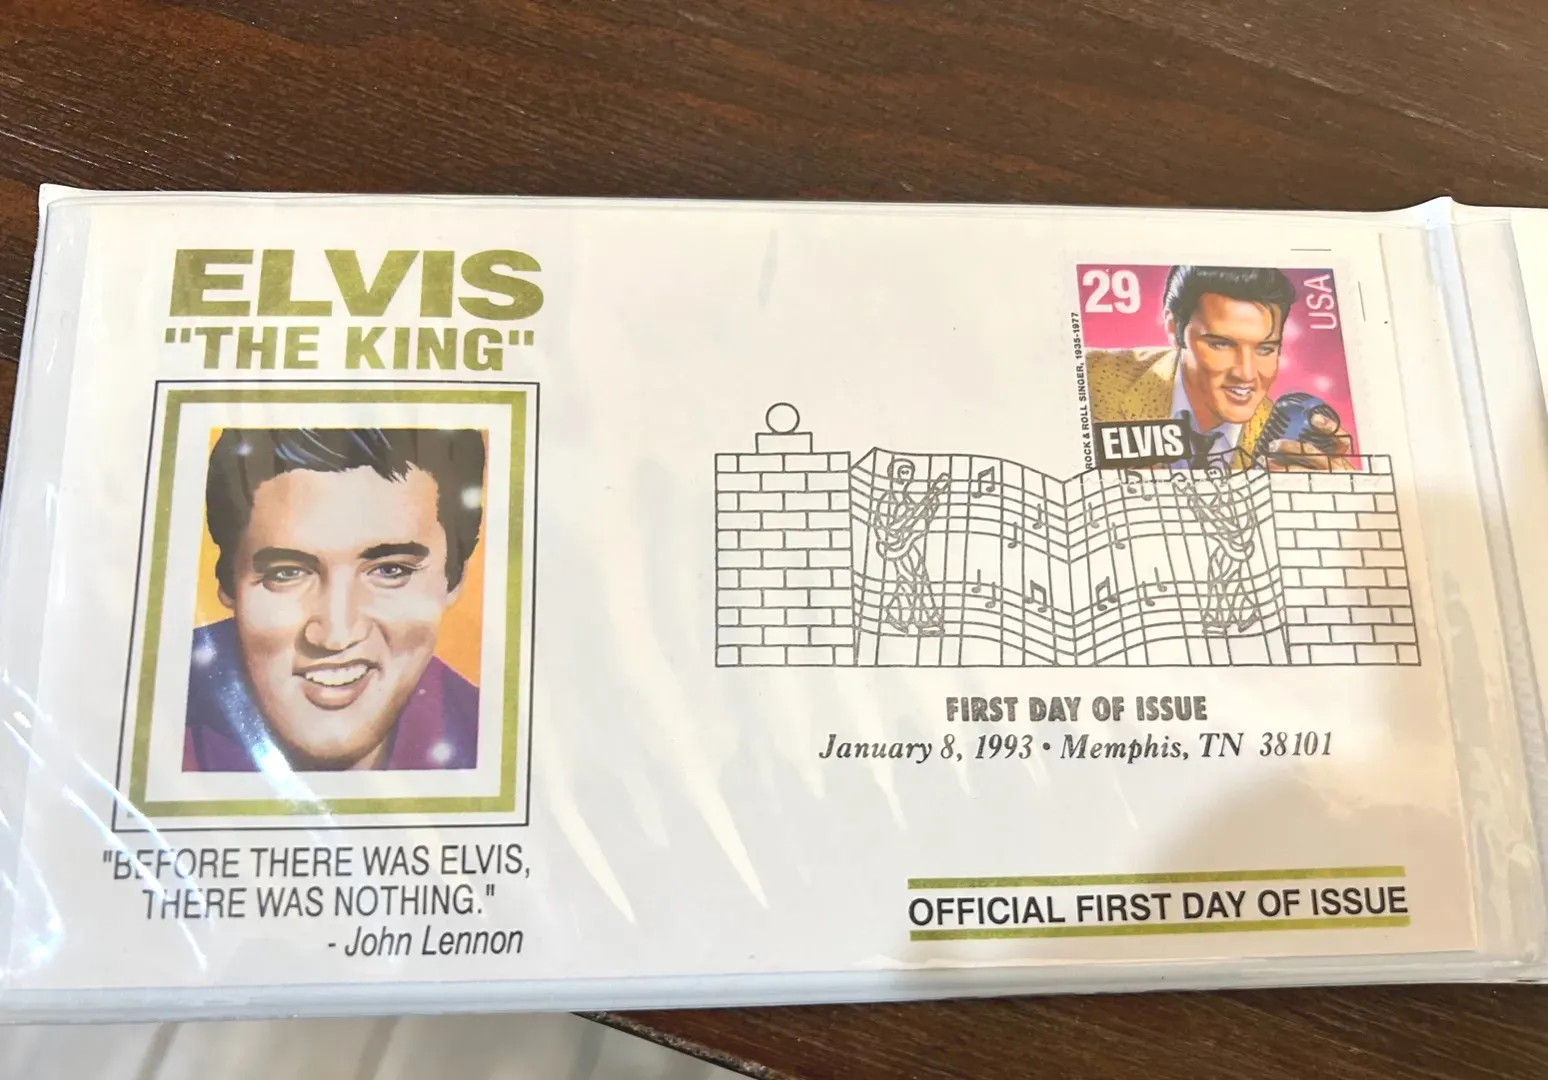 ELVIS
"THE KING"
"BEFORE THERE WAS ELVIS,
THERE WAS NOTHING."
- John Lennon
29
USA
ROCK & ROLL SINGER, 1935-1977
ELVIS
FIRST DAY OF ISSUE
January 8, 1993 • Memphis, TN 38101
OFFICIAL FIRST DAY OF ISSUE